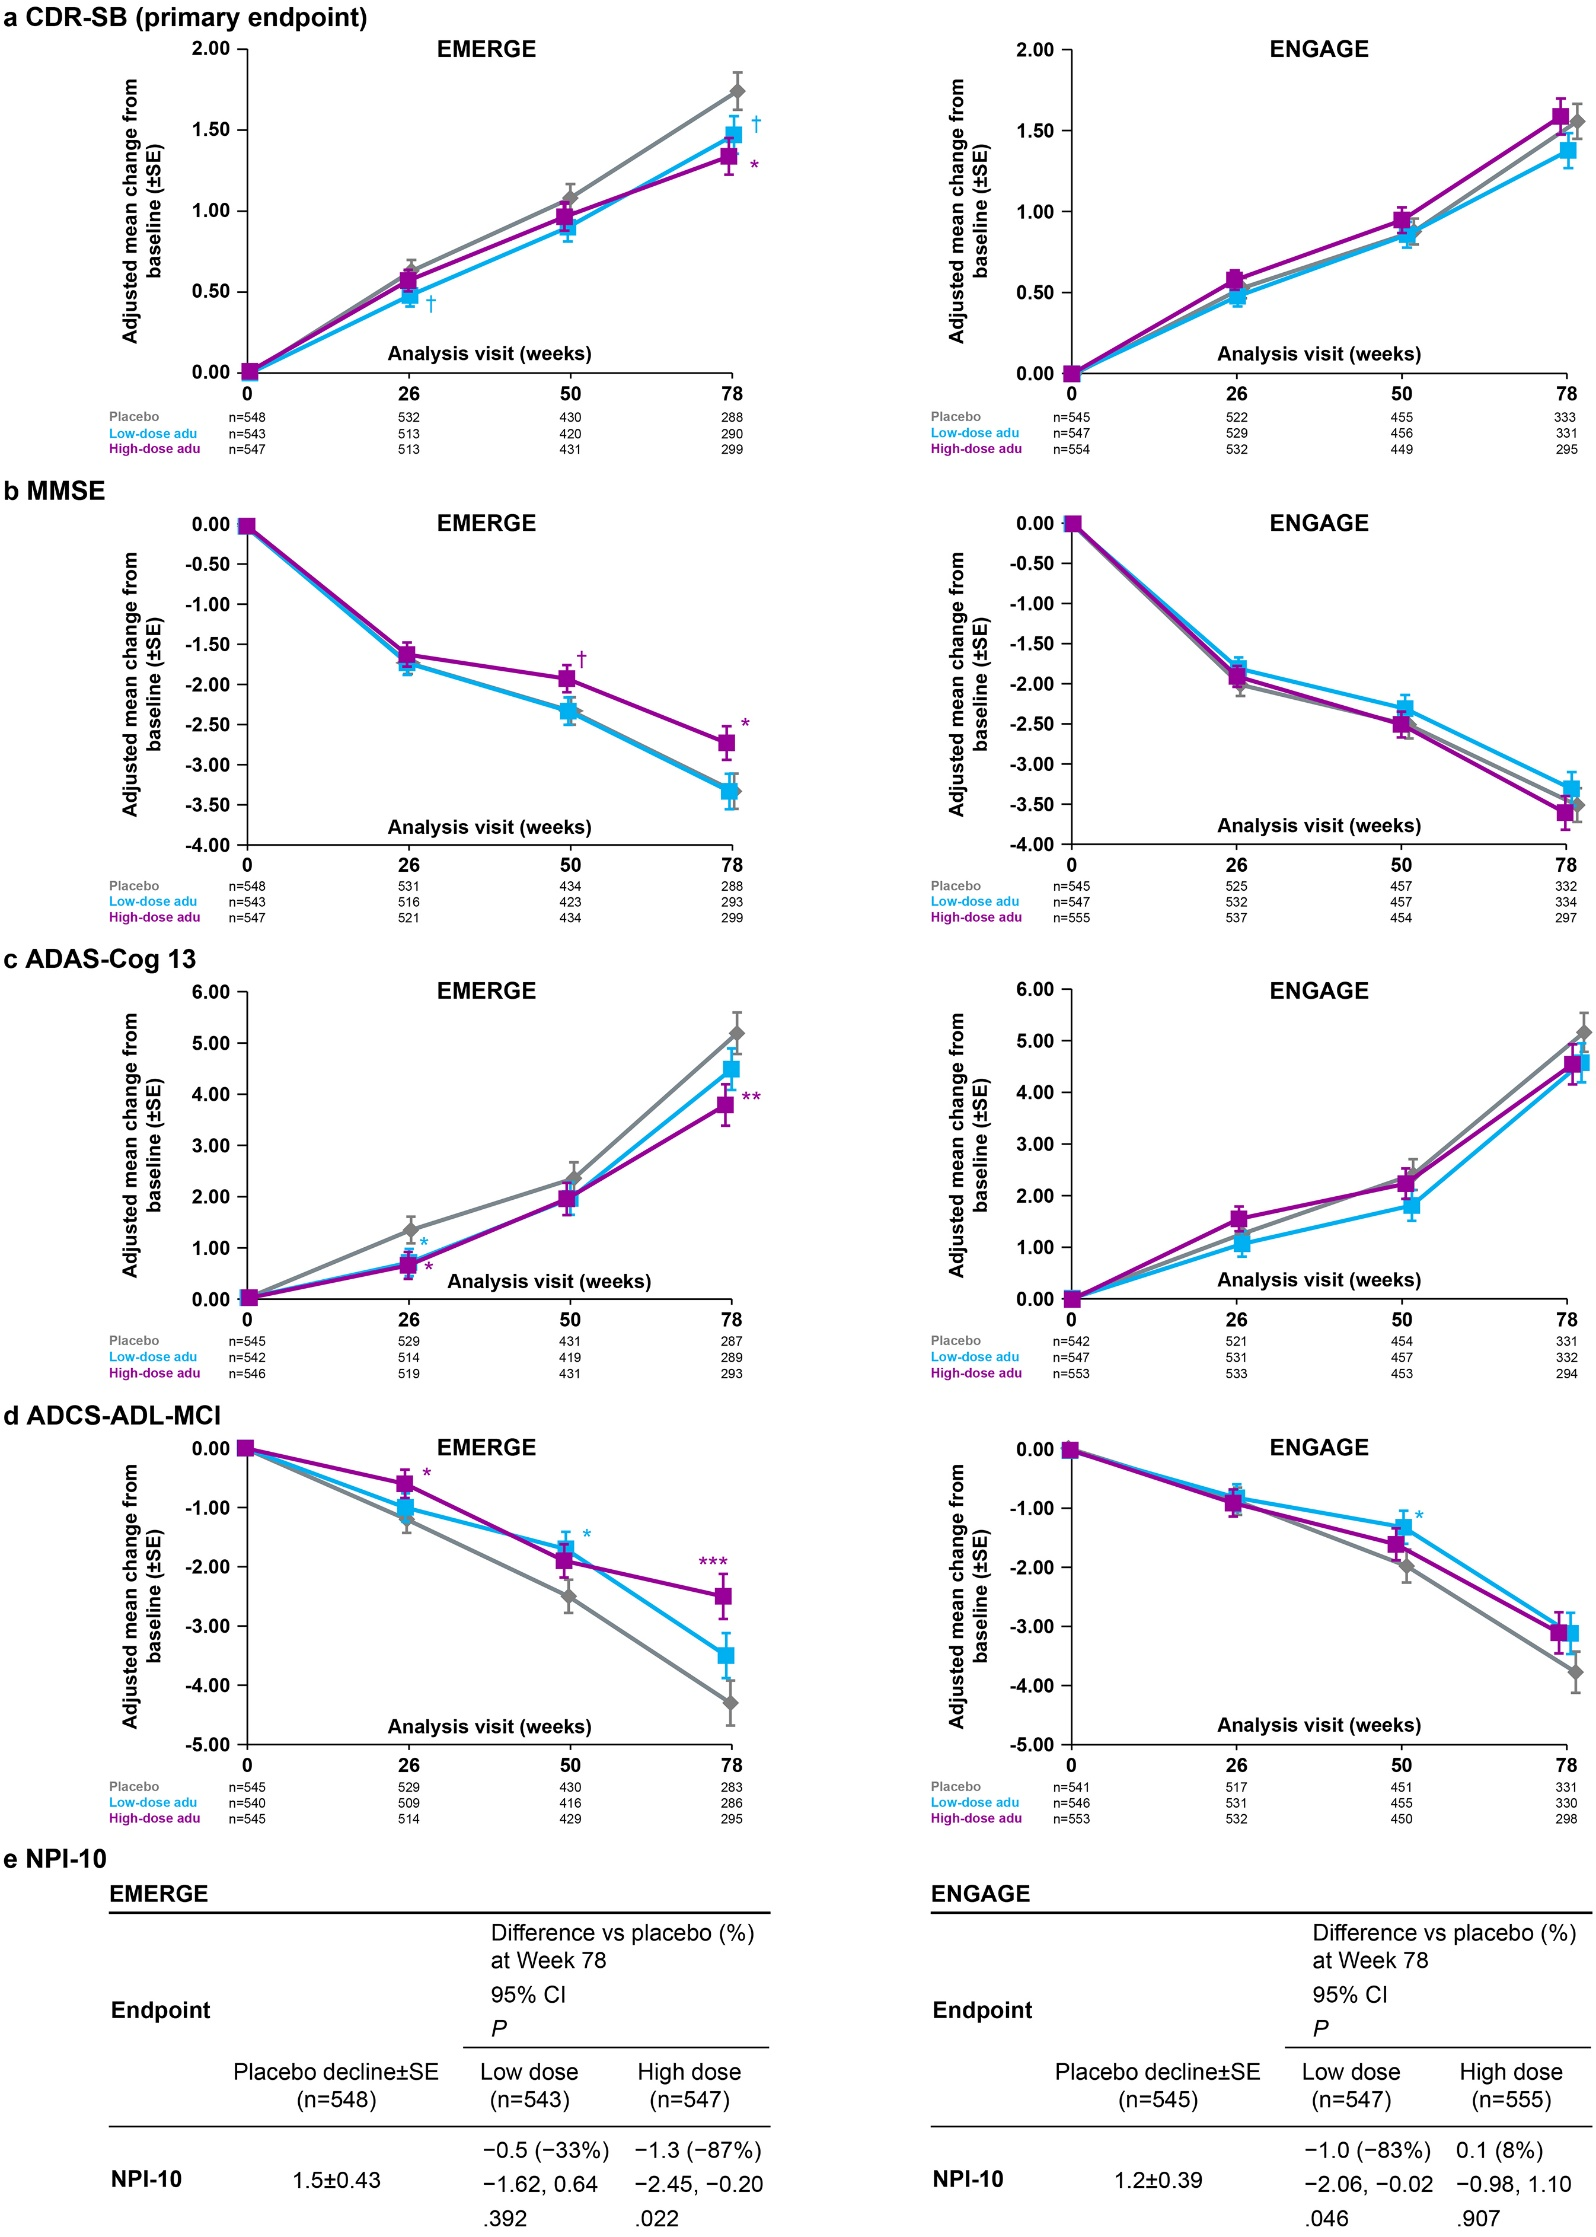 a CDR-SB (primary endpoint)
EMERGE
Adjusted mean change from
baseline (±SE)
2.00
1.50
1.00
0.50
0.00
†
*
†
Analysis visit (weeks)
0 26 50 78
Placebo n=548 532 430 288
Low-dose adu n=543 513 420 290
High-dose adu n=547 513 431 299
ENGAGE
Adjusted mean change from
baseline (±SE)
2.00
1.50
1.00
0.50
0.00
Analysis visit (weeks)
0 26 50 78
Placebo n=545 522 455 333
Low-dose adu n=547 529 456 331
High-dose adu n=554 532 449 295
b MMSE
EMERGE
Adjusted mean change from
baseline (±SE)
0.00
-0.50
-1.00
-1.50
-2.00
-2.50
-3.00
-3.50
-4.00
†
*
Analysis visit (weeks)
0 26 50 78
Placebo n=548 531 434 288
Low-dose adu n=543 516 423 293
High-dose adu n=547 521 434 299
ENGAGE
Adjusted mean change from
baseline (±SE)
0.00
-0.50
-1.00
-1.50
-2.00
-2.50
-3.00
-3.50
-4.00
Analysis visit (weeks)
0 26 50 78
Placebo n=545 525 457 332
Low-dose adu n=547 532 457 334
High-dose adu n=555 537 454 297
c ADAS-Cog 13
EMERGE
Adjusted mean change from
baseline (±SE)
6.00
5.00
4.00
3.00
2.00
1.00
0.00
**
*
*
Analysis visit (weeks)
0 26 50 78
Placebo n=545 529 431 287
Low-dose adu n=542 514 419 289
High-dose adu n=546 519 431 293
ENGAGE
Adjusted mean change from
baseline (±SE)
6.00
5.00
4.00
3.00
2.00
1.00
0.00
Analysis visit (weeks)
0 26 50 78
Placebo n=542 521 454 331
Low-dose adu n=547 531 457 332
High-dose adu n=553 533 453 294
d ADCS-ADL-MCI
EMERGE
Adjusted mean change from
baseline (±SE)
0.00
-1.00
-2.00
-3.00
-4.00
-5.00
*
*
***
Analysis visit (weeks)
0 26 50 78
Placebo n=545 529 430 283
Low-dose adu n=540 509 416 286
High-dose adu n=545 514 429 295
ENGAGE
Adjusted mean change from
baseline (±SE)
0.00
-1.00
-2.00
-3.00
-4.00
-5.00
*
Analysis visit (weeks)
0 26 50 78
Placebo n=541 517 451 331
Low-dose adu n=546 531 455 330
High-dose adu n=553 532 450 298
e NPI-10
EMERGE
Difference vs placebo (%)
at Week 78
95% CI
Endpoint
P
Placebo decline±SE Low dose High dose
(n=548) (n=543) (n=547)
−0.5 (−33%) −1.3 (−87%)
NPI-10 1.5±0.43 −1.62, 0.64 −2.45, −0.20
.392 .022
ENGAGE
Difference vs placebo (%)
at Week 78
95% CI
Endpoint
P
Placebo decline±SE Low dose High dose
(n=545) (n=547) (n=555)
−1.0 (−83%) 0.1 (8%)
NPI-10 1.2±0.39 −2.06, −0.02 −0.98, 1.10
.046 .907